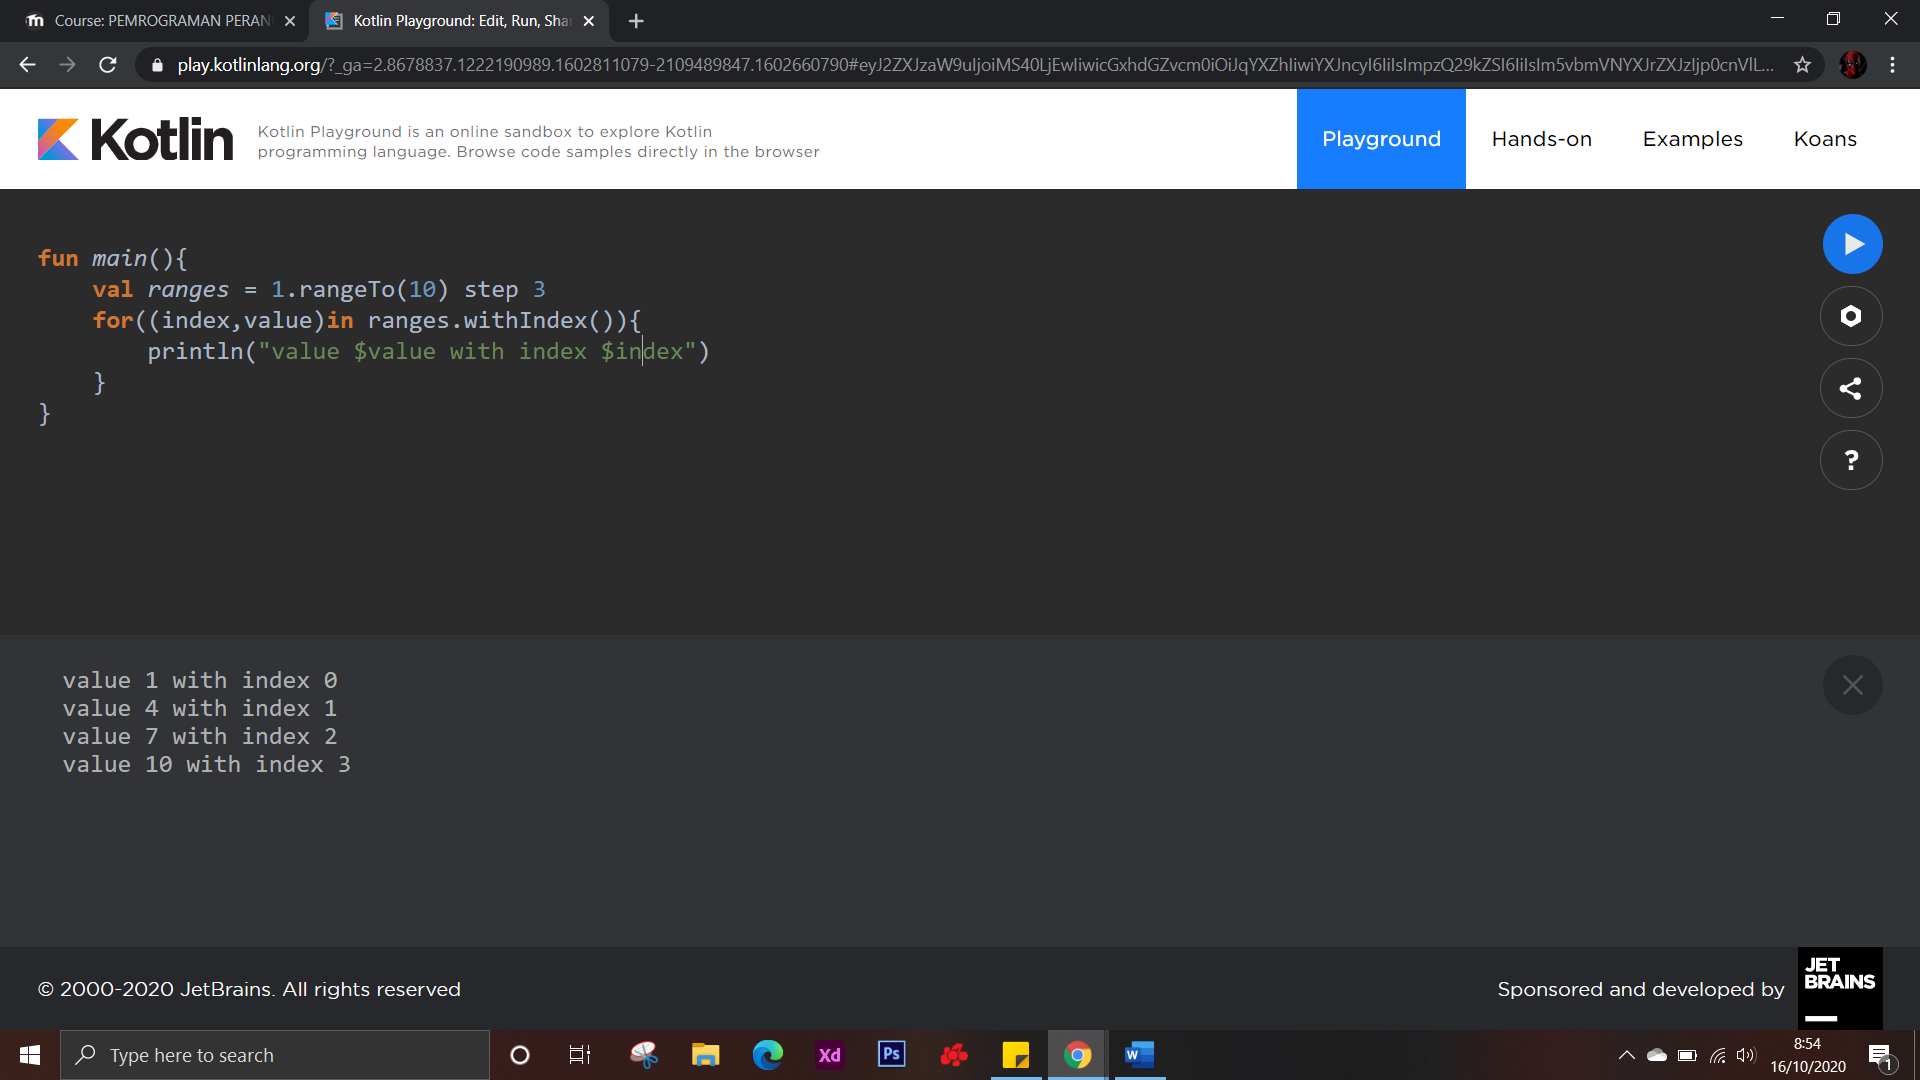 Course: PEMROGRAMAN PERAN
Kotlin Playground: Edit, Run, Shar
play.kotlinlang.org/?_ga=2.8678837.1222190989.1602811079-2109489847.1602660790#
Kotlin
Kotlin Playground is an online sandbox to explore Kotlin
programming language. Browse code samples directly in the browser
Playground
Hands-on
Examples
Koans
fun main(){
    val ranges = 1.rangeTo(10) step 3
    for((index,value)in ranges.withIndex()){
        println("value $value with index $index")
    }
}
?
value 1 with index 0
value 4 with index 1
value 7 with index 2
value 10 with index 3
© 2000-2020 JetBrains. All rights reserved
Sponsored and developed by
JET
BRAINS
Type here to search
Xd
Ps
W
8:54
16/10/2020
1